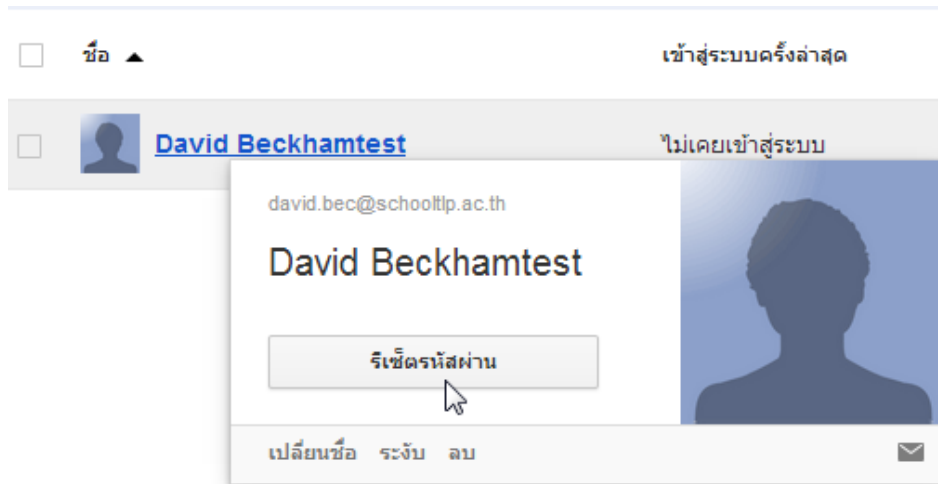 ชื่อ เข้าสู่ระบบครั้งล่าสุด
David Beckhamtest ไม่เคยเข้าสู่ระบบ
david.bec@schooltlp.ac.th
David Beckhamtest
รีเซ็ตรหัสผ่าน
เปลี่ยนชื่อ ระงับ ลบ